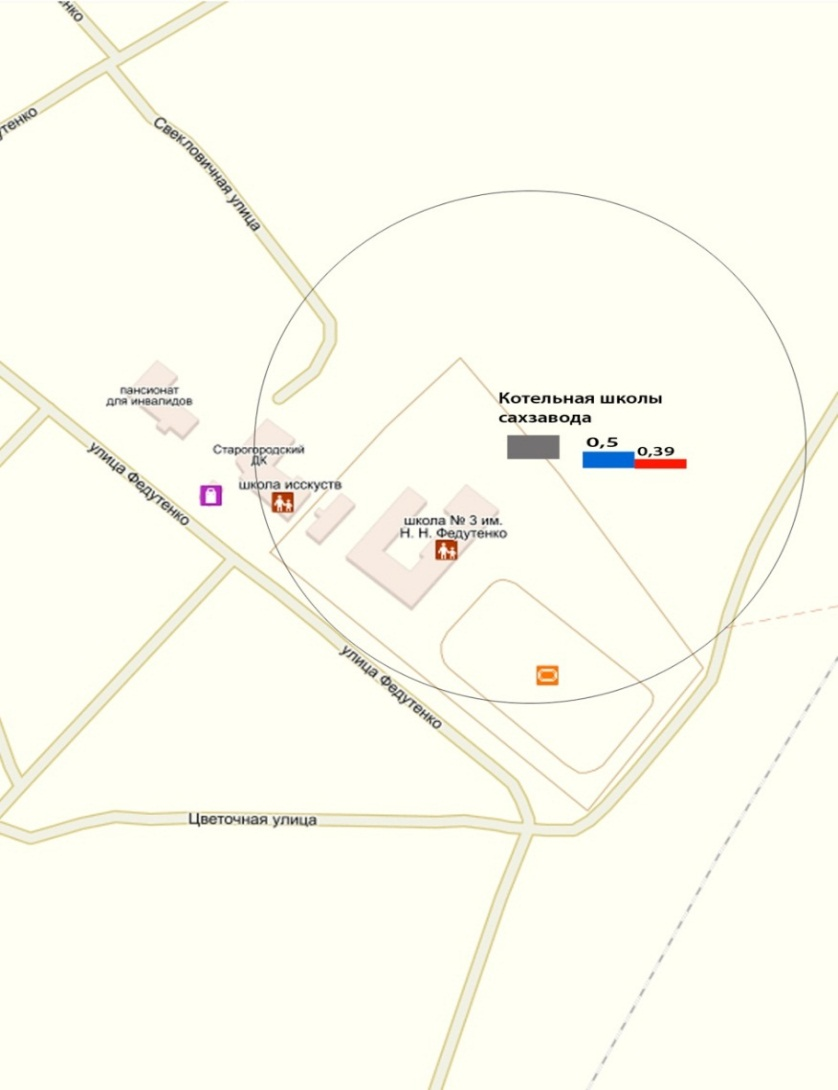 Свекловичная улица
пансионат
для инвалидов
Котельная школы
сахзавода
0,5
0,39
Старогородский
ДК
школа исскуств
улица Федутенко
школа № 3 им.
Н. Н. Федутенко
улица Федутенко
Цветочная улица